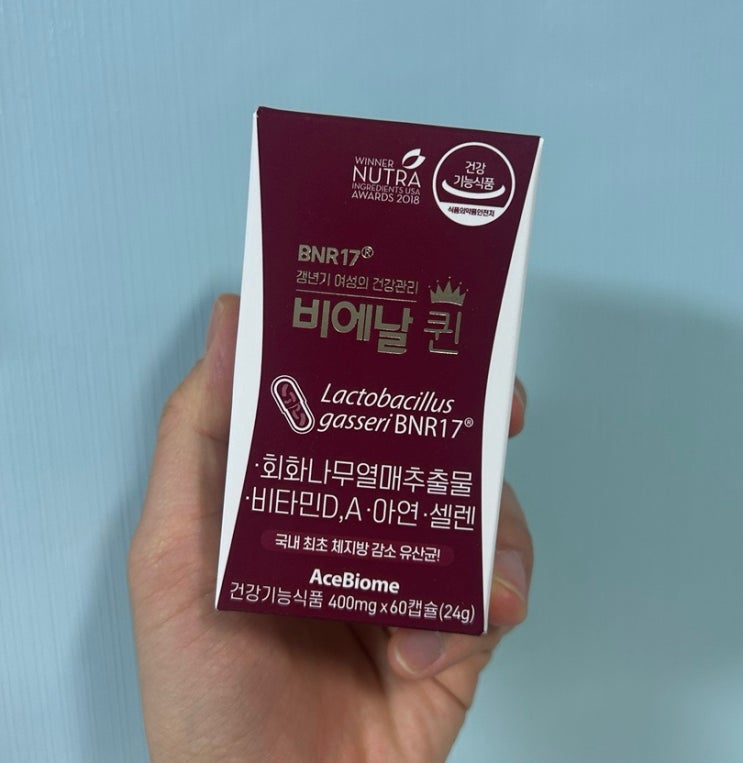 WINNER
NUTRA
INGREDIENTS USA
AWARDS 2018
건강
기능식품
식품의약품안전처
BNR17®
갱년기 여성의 건강관리
비에날 퀸
Lactobacillus
gasseri BNR17®
·회화나무열매추출물
·비타민D,A·아연·셀렌
국내 최초 체지방 감소 유산균!
AceBiome
건강기능식품 400mg x 60캡슐(24g)